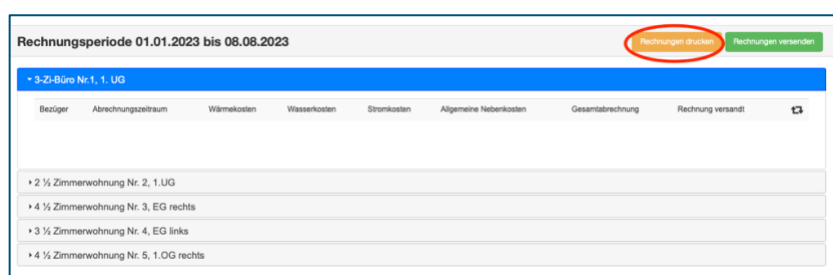 Rechnungsperiode 01.01.2023 bis 08.08.2023 Rechnungen drucken Rechnungen versenden
3-Zi-Büro Nr.1, 1. UG
Bezüger Abrechnungszeitraum Wärmekosten Wasserkosten Stromkosten Allgemeine Nebenkosten Gesamtabrechnung Rechnung versandt
2 ½ Zimmerwohnung Nr. 2, 1.UG
4 ½ Zimmerwohnung Nr. 3, EG rechts
3 ½ Zimmerwohnung Nr. 4, EG links
4 ½ Zimmerwohnung Nr. 5, 1.OG rechts